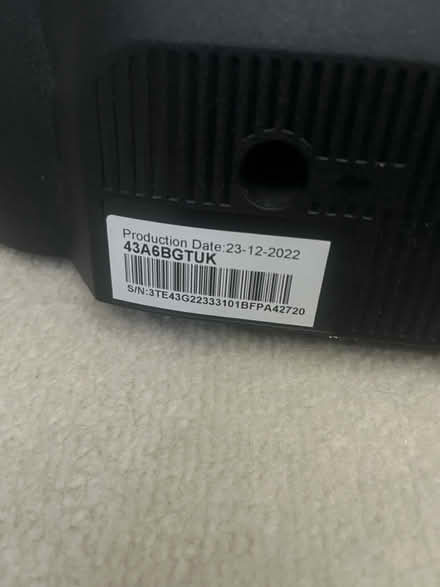 Production Date:23-12-2022
43A6BGTUK
S/N:3TE43G22333101BFPA42720